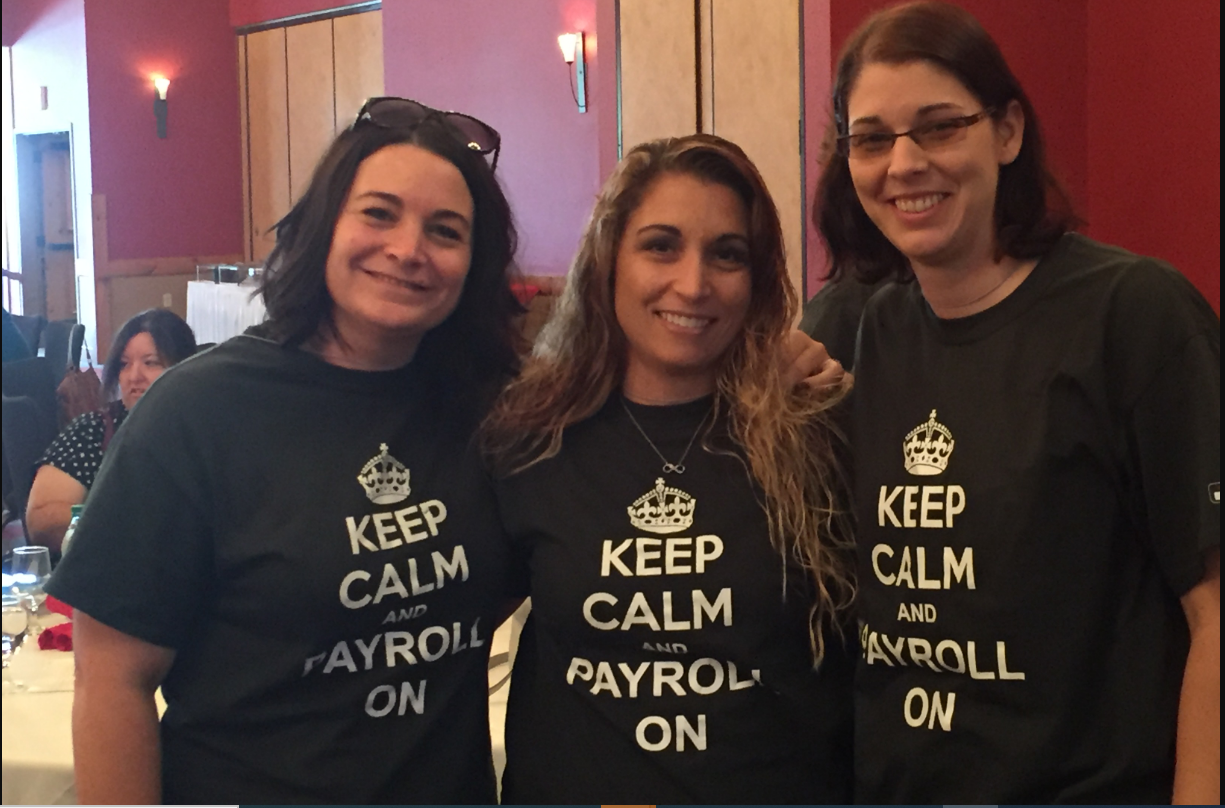 KEEP
CALM
AND
PAYROLL
ON
KEEP
CALM
AND
PAYROLL
ON
KEEP
CALM
AND
PAYROLL
ON